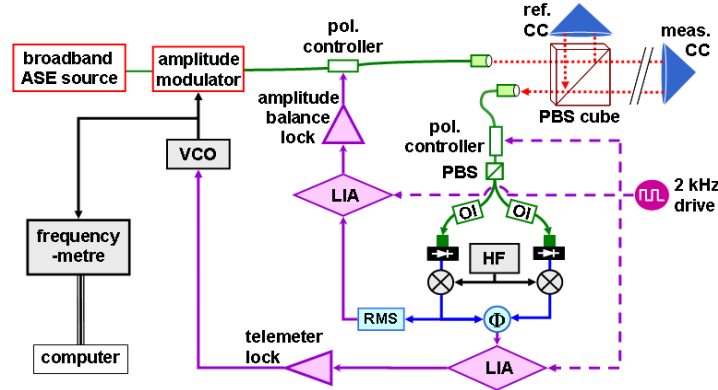 ref.
CC
meas.
CC
pol.
controller
broadband
ASE source
amplitude
modulator
amplitude
balance
lock
PBS cube
pol.
controller
VCO
PBS
LIA
2 kHz
drive
OI
OI
frequency
-metre
HF
RMS
Φ
telemeter
lock
computer
LIA